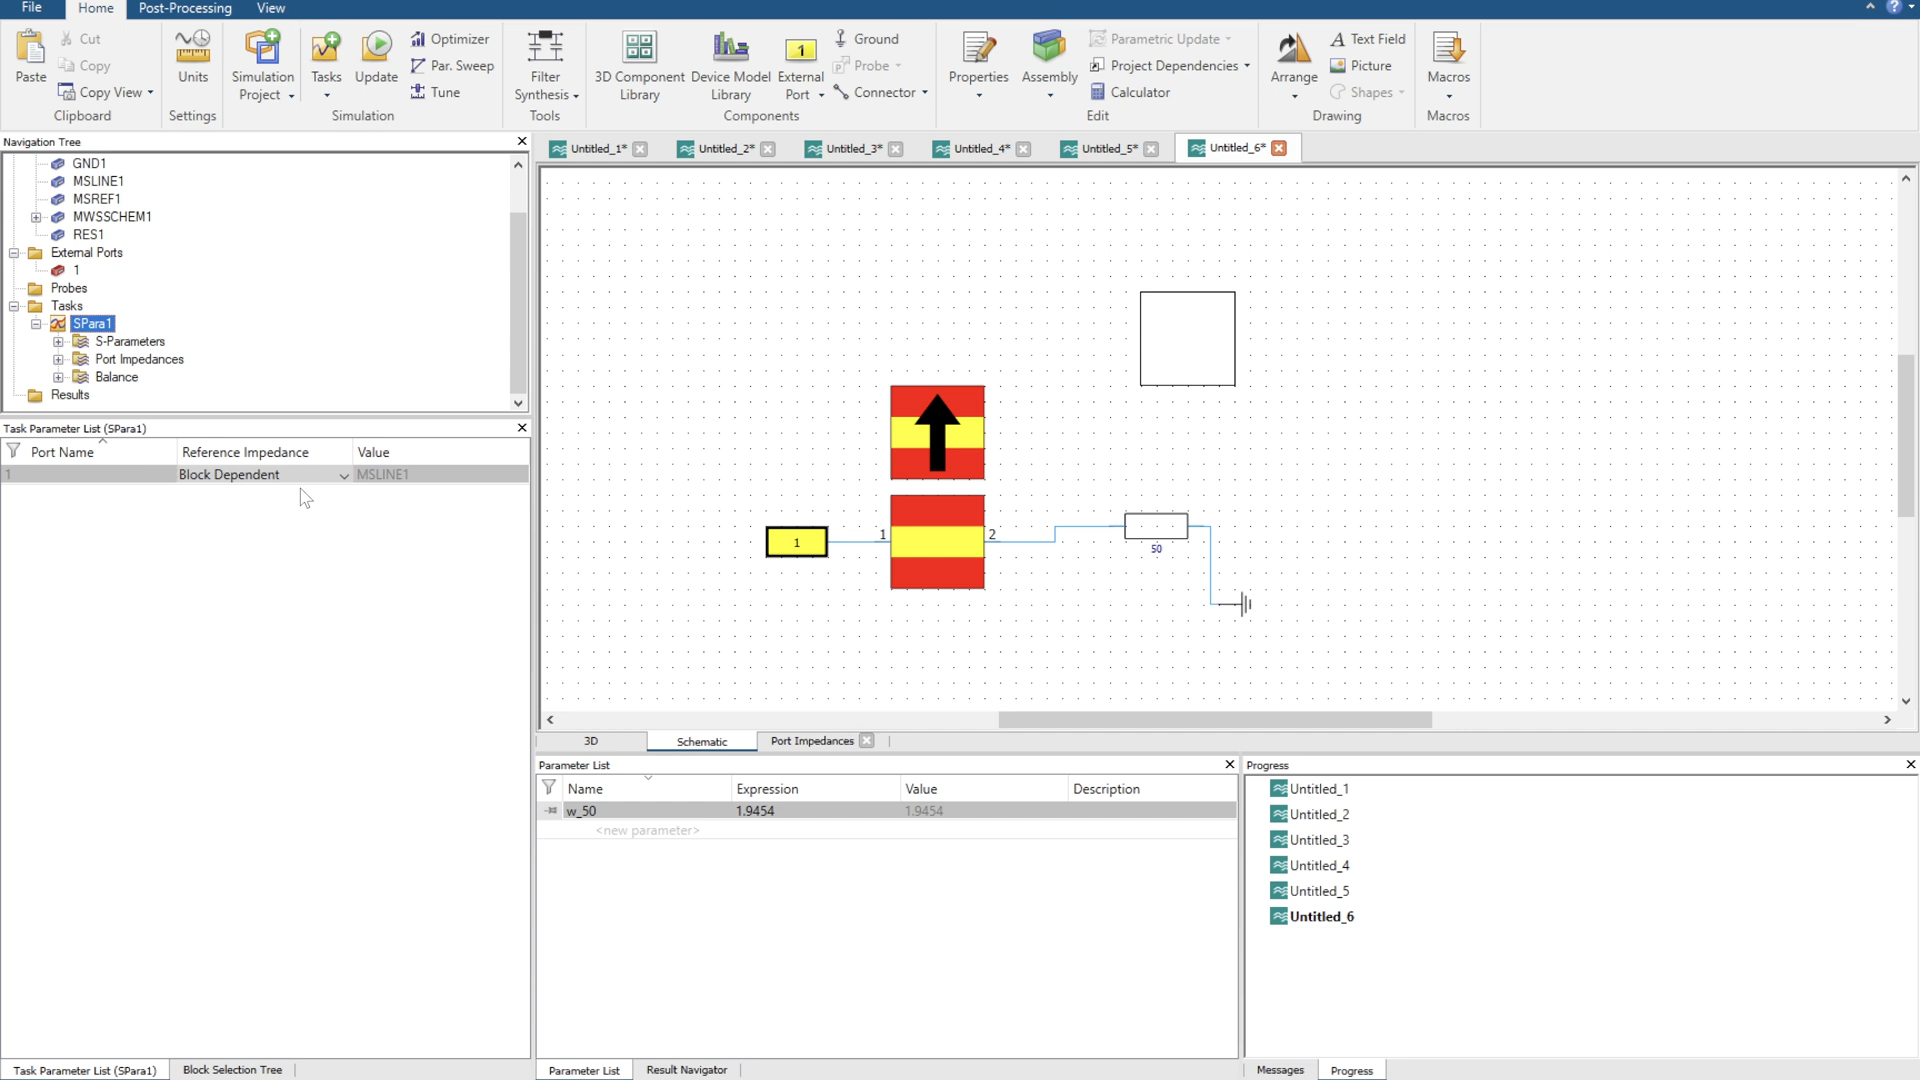 File Home Post-Processing View
Paste Cut Copy Copy View Clipboard
Units Settings
Simulation Project Tasks Update Optimizer Par. Sweep Tune Simulation
Filter Synthesis Tools
3D Component Library Device Model Library 1 External Port Ground Probe Connector Components
Properties Assembly Parametric Update Project Dependencies Calculator Edit
Arrange Text Field Picture Shapes Drawing
Macros Macros
?
Navigation Tree
GND1
MSLINE1
MSREF1
MWSSCHEM1
RES1
External Ports
1
Probes
Tasks
SPara1
S-Parameters
Port Impedances
Balance
Results
Task Parameter List (SPara1)
Port Name Reference Impedance Value
1 Block Dependent MSLINE1
Task Parameter List (SPara1) Block Selection Tree
Untitled_1* Untitled_2* Untitled_3* Untitled_4* Untitled_5* Untitled_6*
1 1 2
50
3D Schematic Port Impedances
Parameter List
Name Expression Value Description
w_50 1.9454 1.9454
<new parameter>
Parameter List Result Navigator
Progress
Untitled_1
Untitled_2
Untitled_3
Untitled_4
Untitled_5
Untitled_6
Messages Progress